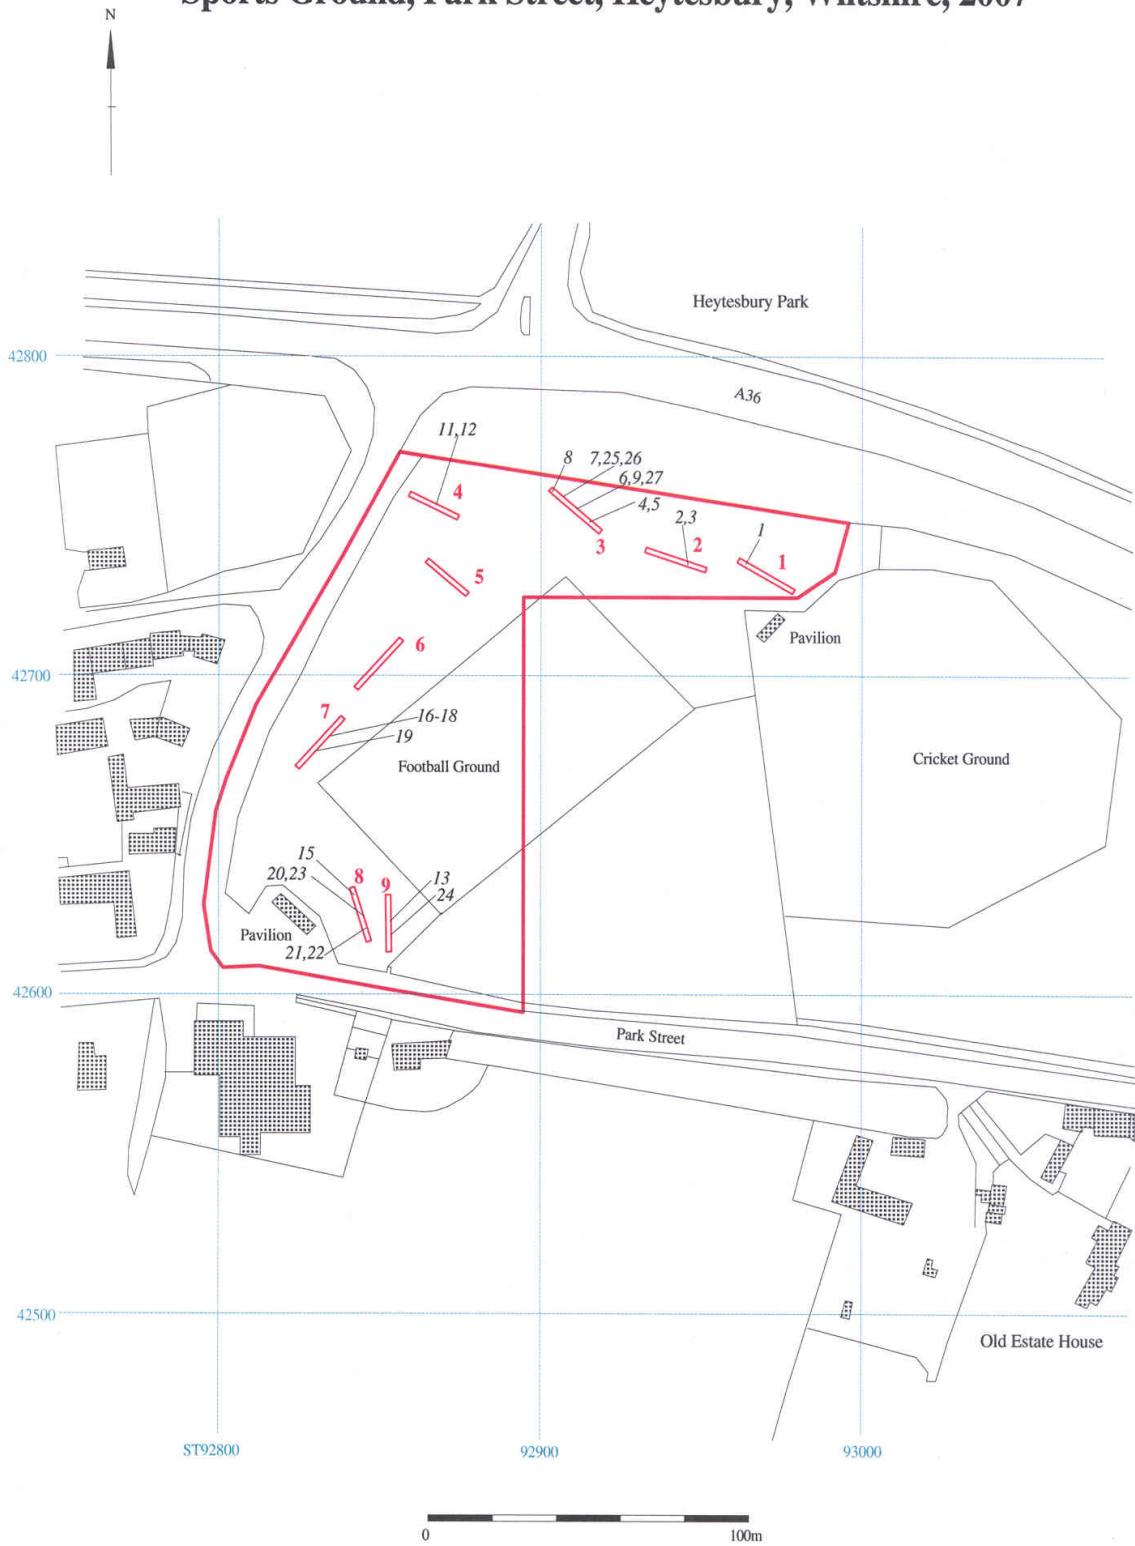 Sports Ground, Park Street, Heytesbury, Wiltshire, 2007
N
Heytesbury Park
42800
A36
11,12
8
7,25,26
6,9,27
4,5
2,3
1
4
3
2
1
5
Pavilion
6
42700
7
16-18
19
Football Ground
Cricket Ground
15
20,23
8
9
13
24
Pavilion
21,22
42600
Park Street
42500
Old Estate House
ST92800
92900
93000
0
100m